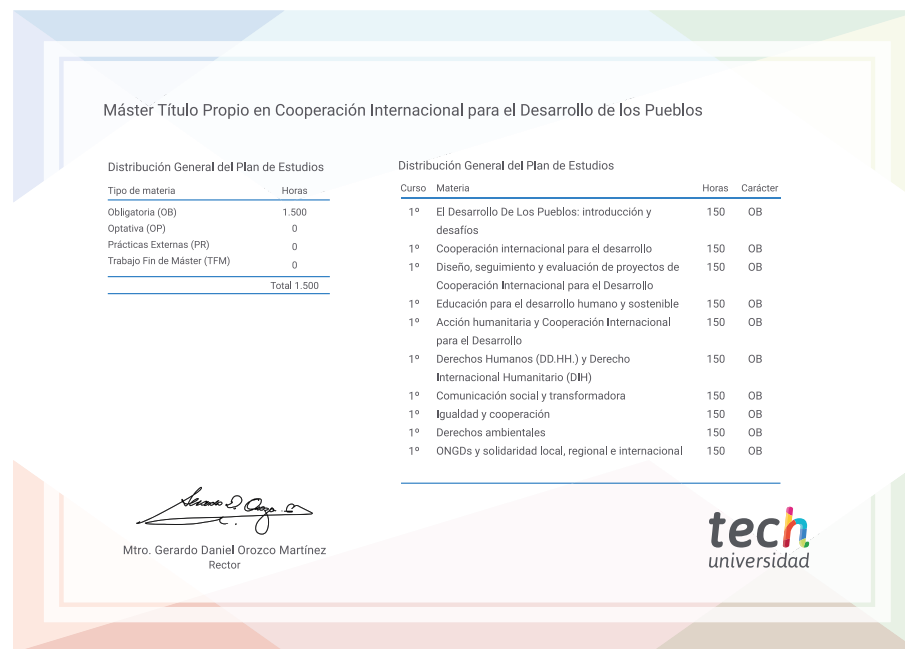 Máster Título Propio en Cooperación Internacional para el Desarrollo de los Pueblos
Distribución General del Plan de Estudios
Tipo de materia Horas
Obligatoria (OB) 1.500
Optativa (OP) 0
Prácticas Externas (PR) 0
Trabajo Fin de Máster (TFM) 0
Total 1.500
Distribución General del Plan de Estudios
Curso Materia Horas Carácter
1º El Desarrollo De Los Pueblos: introducción y 150 OB
desafíos
1º Cooperación internacional para el desarrollo 150 OB
1º Diseño, seguimiento y evaluación de proyectos de 150 OB
Cooperación Internacional para el Desarrollo
1º Educación para el desarrollo humano y sostenible 150 OB
1º Acción humanitaria y Cooperación Internacional 150 OB
para el Desarrollo
1º Derechos Humanos (DD.HH.) y Derecho 150 OB
Internacional Humanitario (DIH)
1º Comunicación social y transformadora 150 OB
1º Igualdad y cooperación 150 OB
1º Derechos ambientales 150 OB
1º ONGDs y solidaridad local, regional e internacional 150 OB
Mtro. Gerardo Daniel Orozco Martínez
Rector
tech
universidad